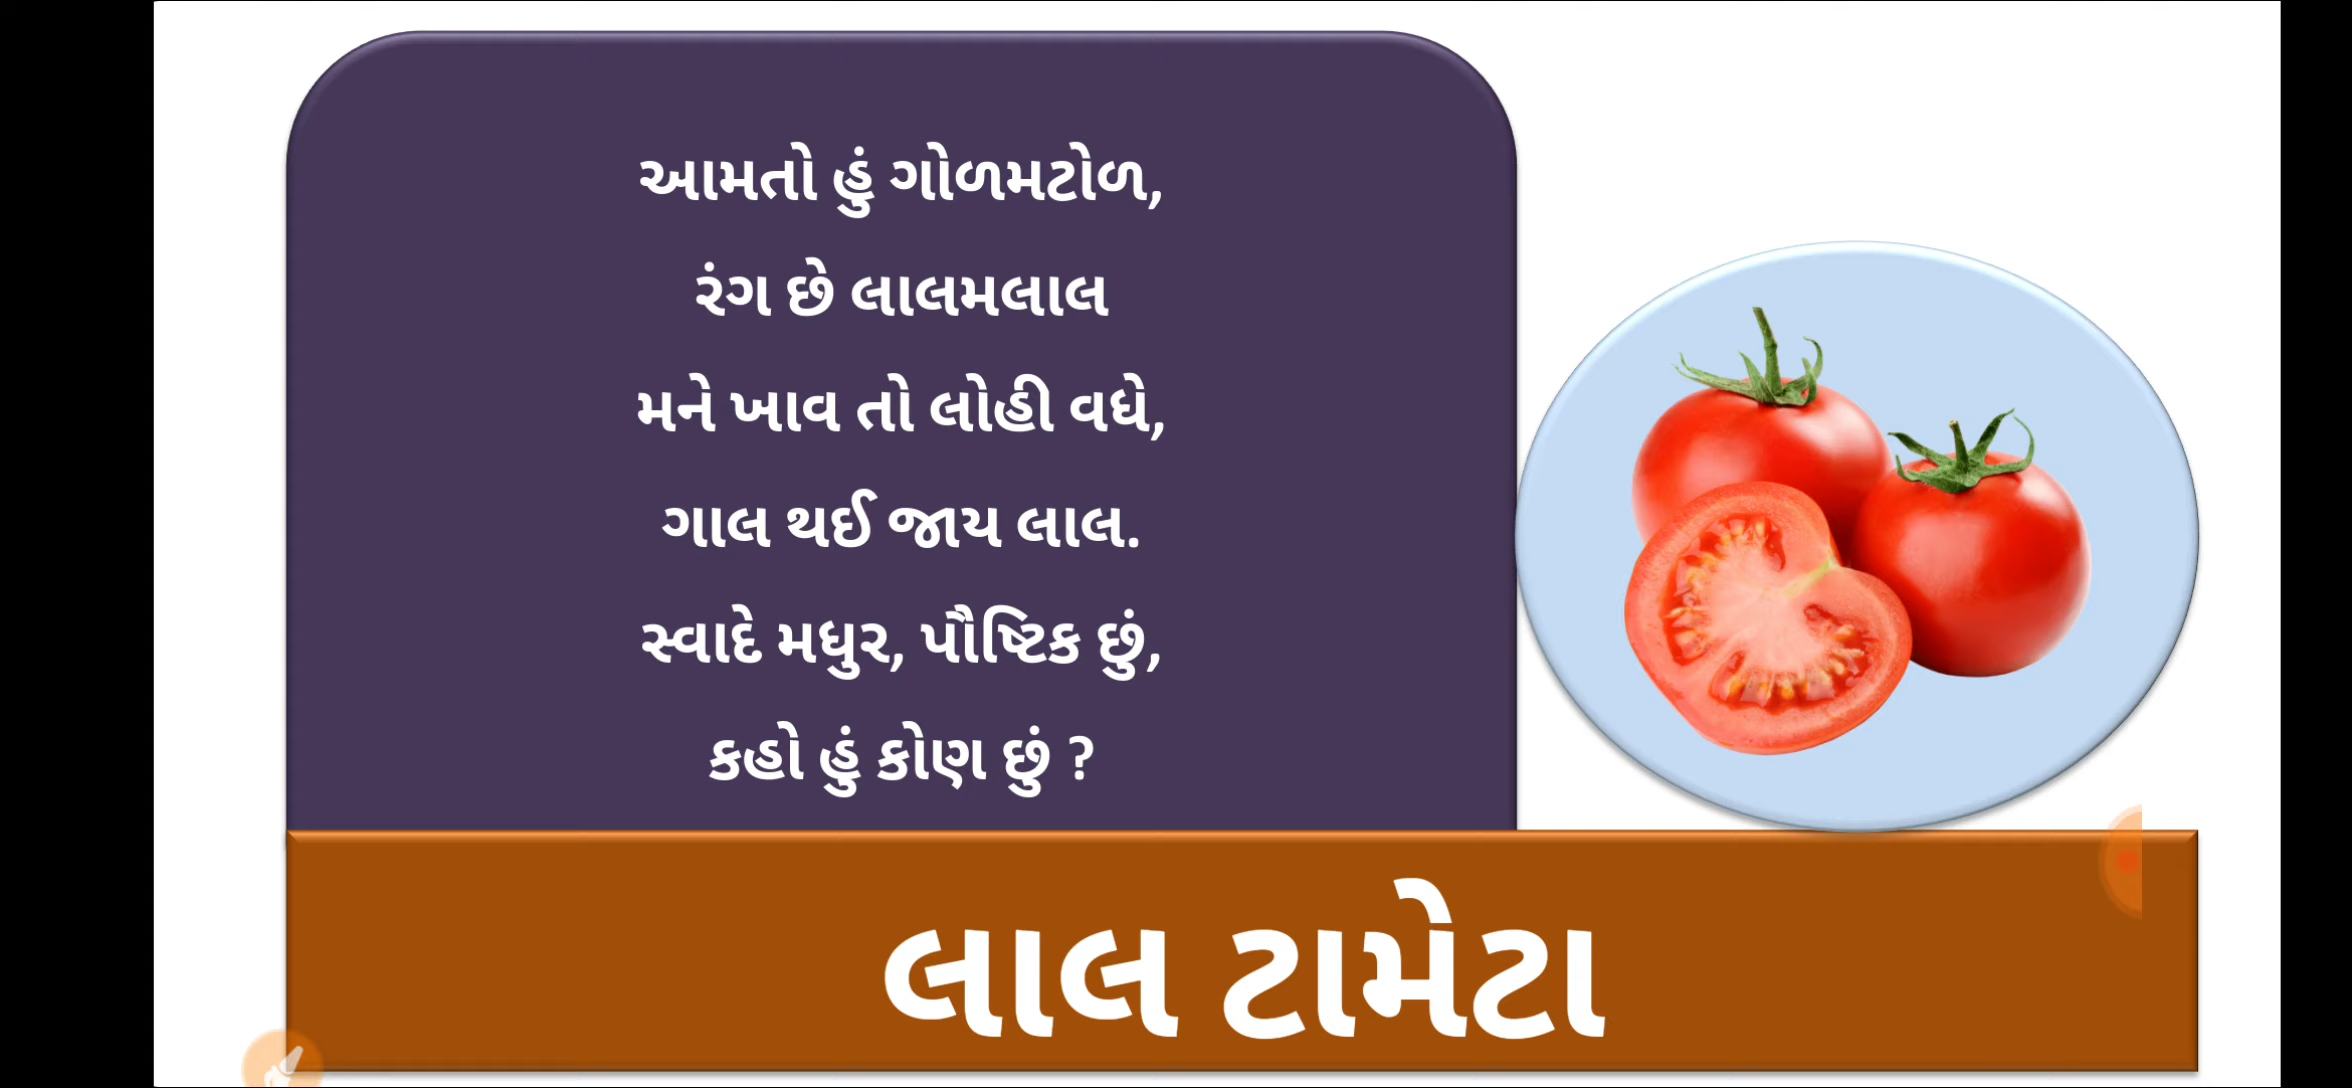 આમતો હું ગોળમટોળ,
રંગ છે લાલમલાલ
મને ખાવ તો લોહી વધે,
ગાલ થઈ જાય લાલ.
સ્વાદે મધુર, પૌષ્ટિક છું,
કહો હું કોણ છું ?
લાલ ટામેટા